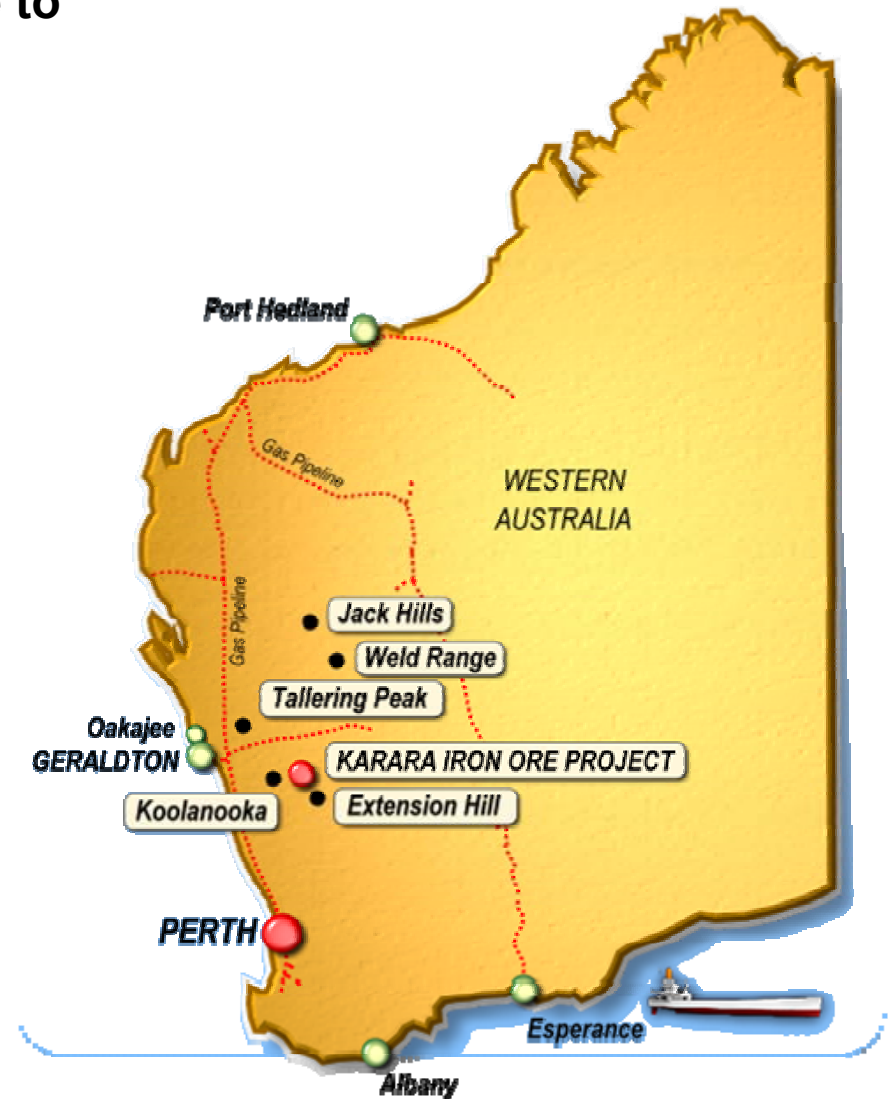 to
Port Hedland
Gas Pipeline
WESTERN
AUSTRALIA
Gas Pipeline
Jack Hills
Weld Range
Tallering Peak
Oakajee
GERALDTON
KARARA IRON ORE PROJECT
Koolanooka
Extension Hill
PERTH
Esperance
Albany